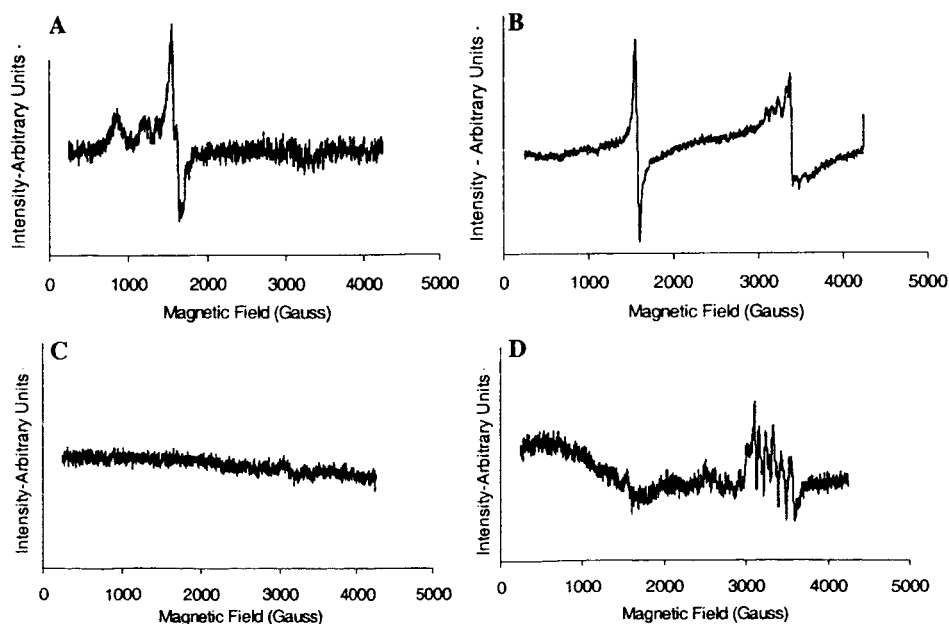 A
Intensity-Arbitrary Units ·
0 1000 2000 3000 4000 5000
Magnetic Field (Gauss)
B
Intensity - Arbitrary Units ·
0 1000 2000 3000 4000 5000
Magnetic Field (Gauss)
C
Intensity-Arbitrary Units ·
0 1000 2000 3000 4000 5000
Magnetic Field (Gauss)
D
Intensity-Arbitrary Units ·
0 1000 2000 3000 4000 5000
Magnetic Field (Gauss)